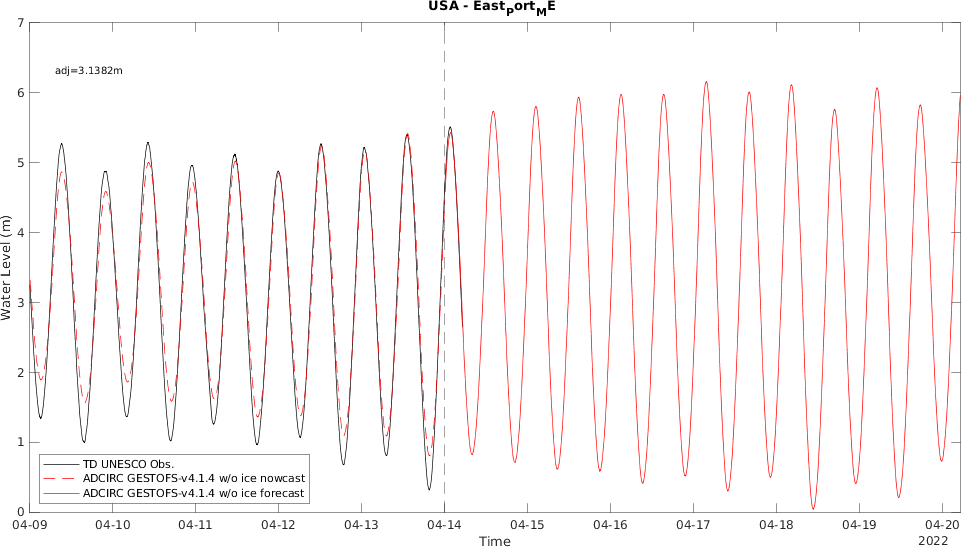 USA - EastPortME
7
6
5
4
3
2
1
0
Water Level (m)
adj=3.1382m
TD UNESCO Obs.
ADCIRC GESTOFS-v4.1.4 w/o ice nowcast
ADCIRC GESTOFS-v4.1.4 w/o ice forecast
04-09 04-10 04-11 04-12 04-13 04-14 04-15 04-16 04-17 04-18 04-19 04-20
Time
2022